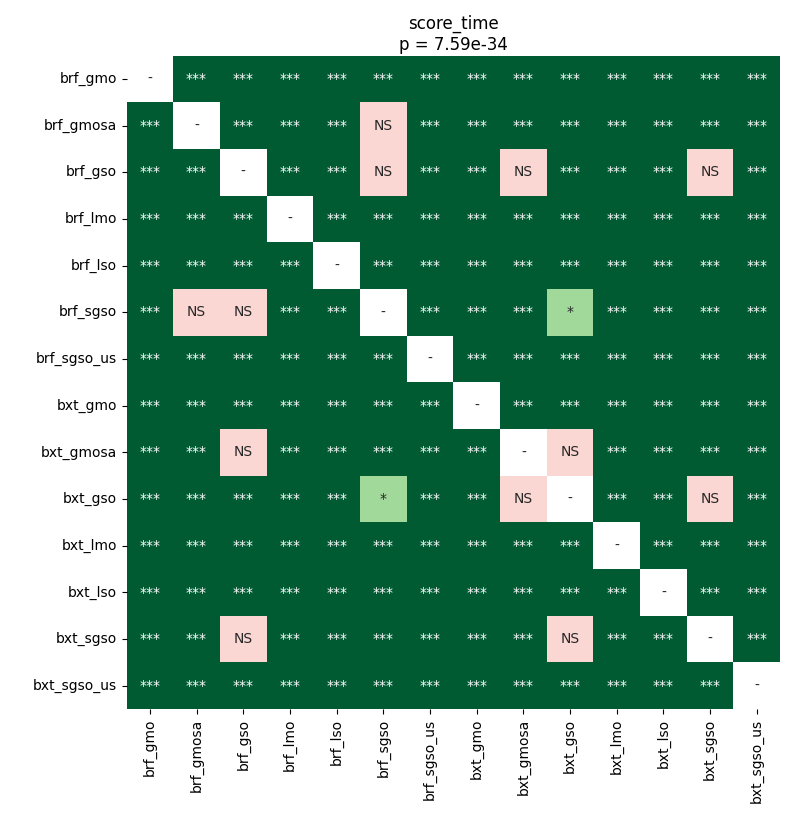 score_time
p = 7.59e-34
brf_gmo - *** *** *** *** *** *** *** *** *** *** *** *** ***
brf_gmosa *** - *** *** *** NS *** *** *** *** *** *** *** ***
brf_gso *** *** - *** *** NS *** *** NS *** *** *** NS ***
brf_lmo *** *** *** - *** *** *** *** *** *** *** *** *** ***
brf_lso *** *** *** *** - *** *** *** *** *** *** *** *** ***
brf_sgso *** NS NS *** *** - *** *** *** * *** *** *** ***
brf_sgso_us *** *** *** *** *** *** - *** *** *** *** *** *** ***
bxt_gmo *** *** *** *** *** *** *** - *** *** *** *** *** ***
bxt_gmosa *** *** NS *** *** *** *** *** - NS *** *** *** ***
bxt_gso *** *** *** *** *** * *** *** NS - *** *** NS ***
bxt_lmo *** *** *** *** *** *** *** *** *** *** - *** *** ***
bxt_lso *** *** *** *** *** *** *** *** *** *** *** - *** ***
bxt_sgso *** *** NS *** *** *** *** *** *** NS *** *** - ***
bxt_sgso_us *** *** *** *** *** *** *** *** *** *** *** *** *** -
brf_gmo
brf_gmosa
brf_gso
brf_lmo
brf_lso
brf_sgso
brf_sgso_us
bxt_gmo
bxt_gmosa
bxt_gso
bxt_lmo
bxt_lso
bxt_sgso
bxt_sgso_us